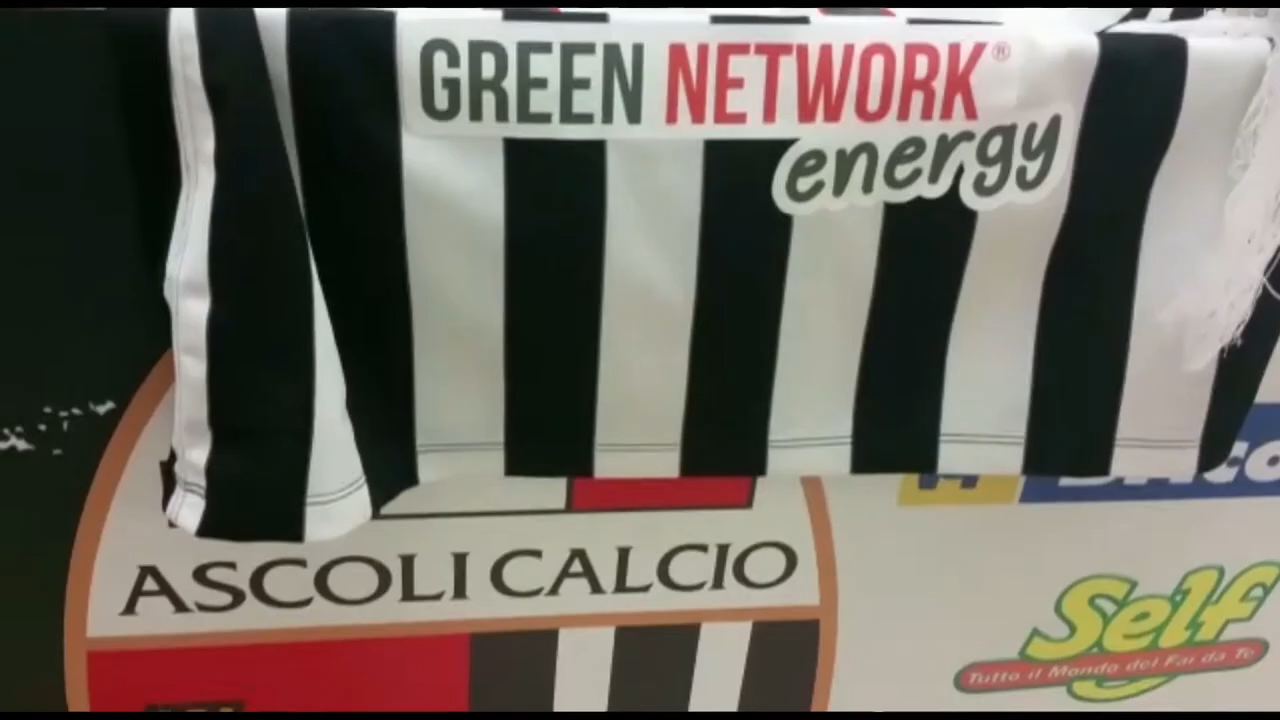 GREEN NETWORK®
energy
ASCOLI CALCIO
Self
Tutto il Mondo del Fai da Te